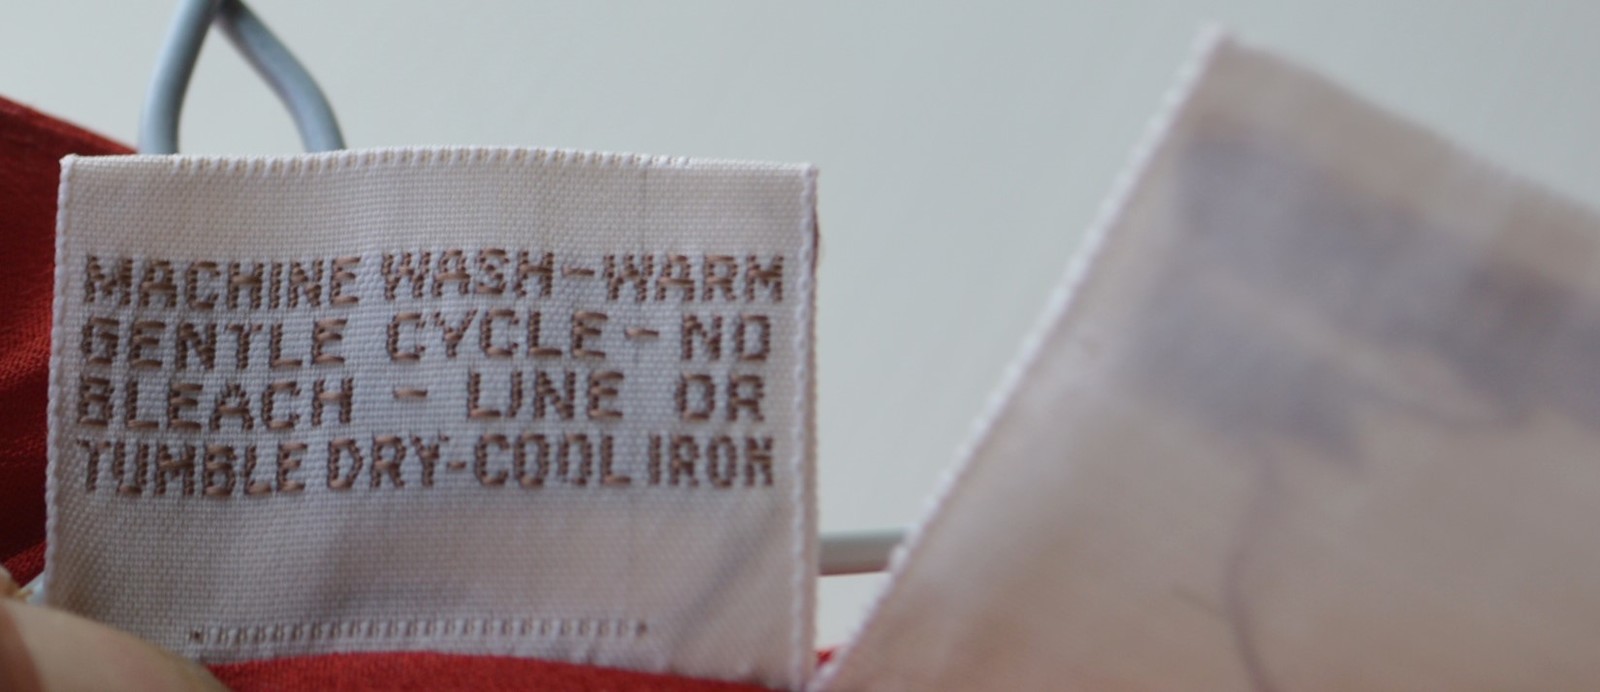 MACHINE WASH-WARM
GENTLE CYCLE-NO
BLEACH - LINE OR
TUMBLE DRY-COOL IRON